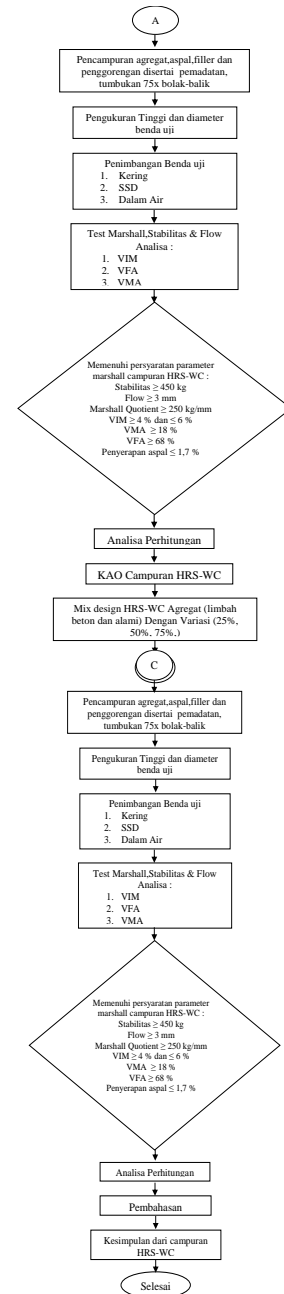 A
Pencampuran agregat,aspal,filler dan
penggorengan disertai pemadatan,
tumbukan 75x bolak-balik
Pengukuran Tinggi dan diameter
benda uji
Penimbangan Benda uji
1. Kering
2. SSD
3. Dalam Air
Test Marshall,Stabilitas & Flow
Analisa :
1. VIM
2. VFA
3. VMA
Memenuhi persyaratan parameter
marshall campuran HRS-WC :
Stabilitas ≥ 450 kg
Flow ≥ 3 mm
Marshall Quotient ≥ 250 kg/mm
VIM ≥ 4 % dan ≤ 6 %
VMA ≥ 18 %
VFA ≥ 68 %
Penyerapan aspal ≤ 1,7 %
Analisa Perhitungan
KAO Campuran HRS-WC
Mix design HRS-WC Agregat (limbah
beton dan alami) Dengan Variasi (25%,
50%, 75%,)
C
Pencampuran agregat,aspal,filler dan
penggorengan disertai pemadatan,
tumbukan 75x bolak-balik
Pengukuran Tinggi dan diameter
benda uji
Penimbangan Benda uji
1. Kering
2. SSD
3. Dalam Air
Test Marshall,Stabilitas & Flow
Analisa :
1. VIM
2. VFA
3. VMA
Memenuhi persyaratan parameter
marshall campuran HRS-WC :
Stabilitas ≥ 450 kg
Flow ≥ 3 mm
Marshall Quotient ≥ 250 kg/mm
VIM ≥ 4 % dan ≤ 6 %
VMA ≥ 18 %
VFA ≥ 68 %
Penyerapan aspal ≤ 1,7 %
Analisa Perhitungan
Pembahasan
Kesimpulan dari campuran
HRS-WC
Selesai